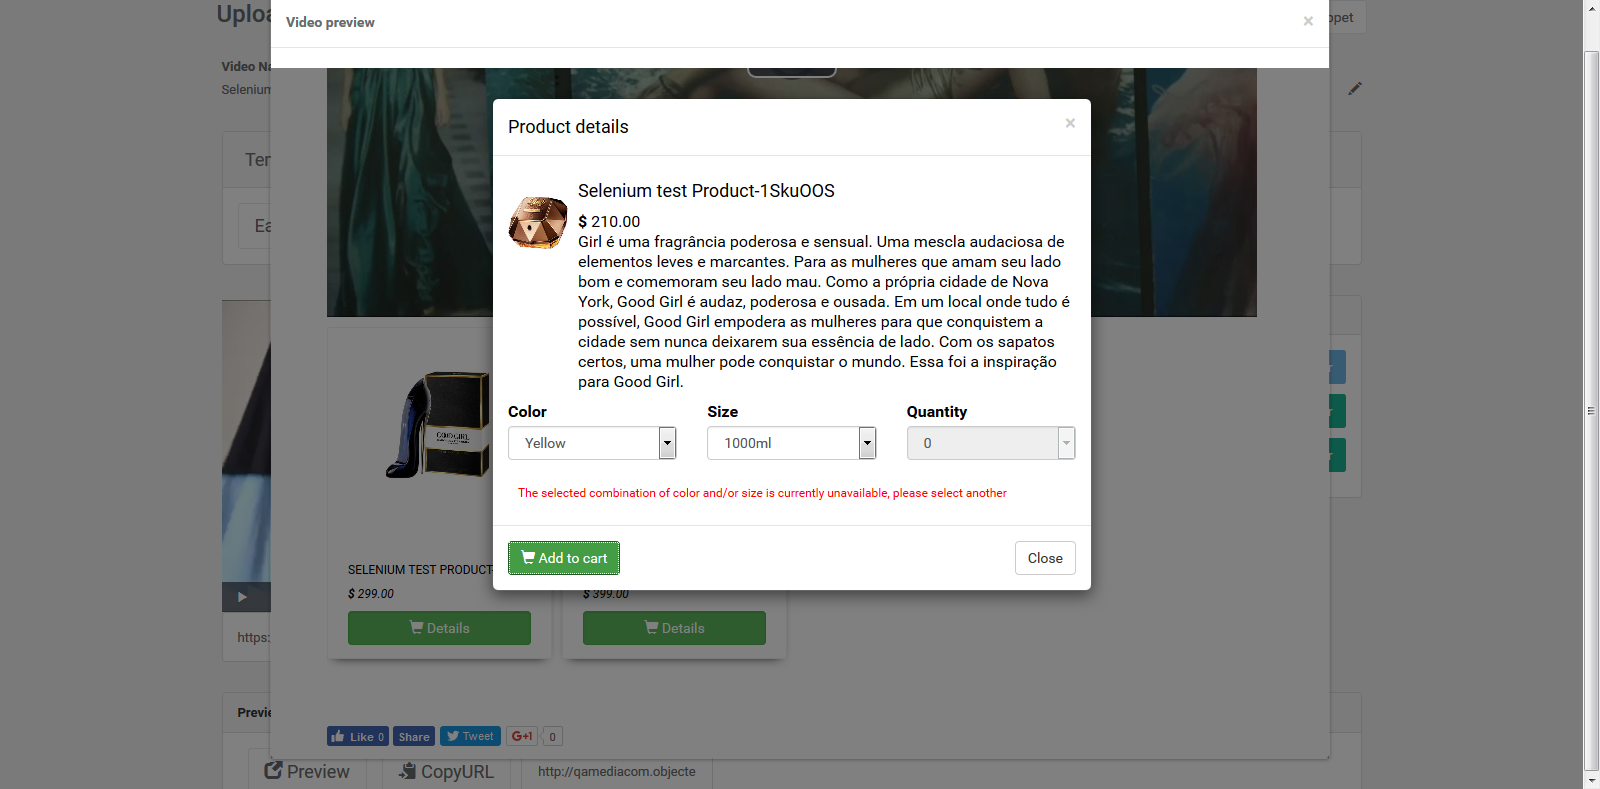 Video preview
×
Video
Selenium
Product details
×
Selenium test Product-1SkuOOS
$ 210.00
Girl é uma fragrância poderosa e sensual. Uma mescla audaciosa de
elementos leves e marcantes. Para as mulheres que amam seu lado
bom e comemoram seu lado mau. Como a própria cidade de Nova
York, Good Girl é audaz, poderosa e ousada. Em um local onde tudo é
possível, Good Girl empodera as mulheres para que conquistem a
cidade sem nunca deixarem sua essência de lado. Com os sapatos
certos, uma mulher pode conquistar o mundo. Essa foi a inspiração
para Good Girl.
Color Size Quantity
Yellow 1000ml 0
The selected combination of color and/or size is currently unavailable, please select another
Add to cart Close
GOOD GIRL
SELENIUM TEST PRODUCT-
$ 299.00 $ 399.00
Details Details
https:
Like 0 Share Tweet G+1 0
Preview CopyURL http://qamediacom.objecte